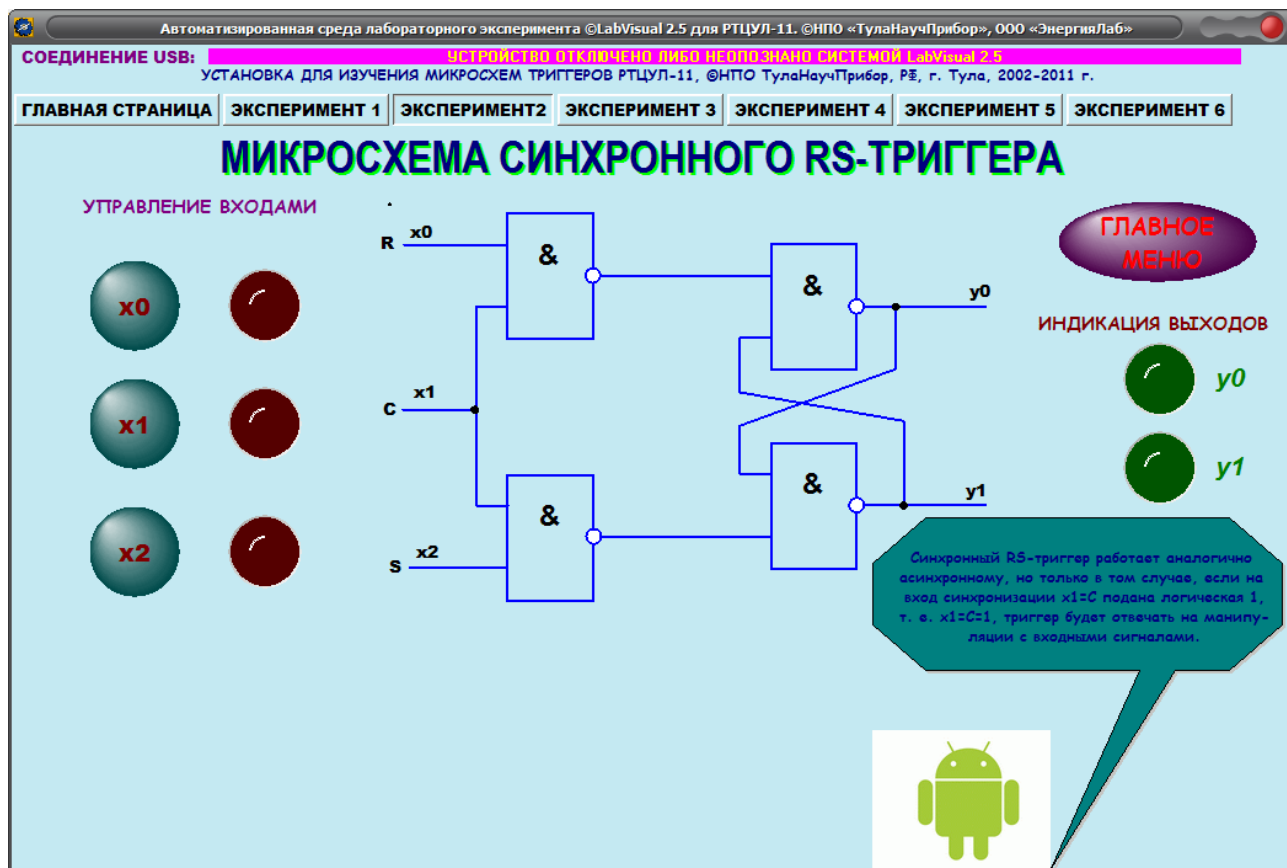 Автоматизированная среда лабораторного эксперимента ©LabVisual 2.5 для РТЦУЛ-11. ©НПО «ТулаНаучПрибор», ООО «ЭнергияЛаб»
СОЕДИНЕНИЕ USB: УСТРОЙСТВО ОТКЛЮЧЕНО ЛИБО НЕОПОЗНАНО СИСТЕМОЙ LabVisual 2.5
УСТАНОВКА ДЛЯ ИЗУЧЕНИЯ МИКРОСХЕМ ТРИГГЕРОВ РТЦУЛ-11, ©НПО ТулаНаучПрибор, РФ, г. Тула, 2002-2011 г.
ГЛАВНАЯ СТРАНИЦА ЭКСПЕРИМЕНТ 1 ЭКСПЕРИМЕНТ2 ЭКСПЕРИМЕНТ 3 ЭКСПЕРИМЕНТ 4 ЭКСПЕРИМЕНТ 5 ЭКСПЕРИМЕНТ 6
МИКРОСХЕМА СИНХРОННОГО RS-ТРИГГЕРА
УПРАВЛЕНИЕ ВХОДАМИ
x0
x1
x2
R x0
&
&
y0
C x1
&
&
y1
S x2
ГЛАВНОЕ
МЕНЮ
ИНДИКАЦИЯ ВЫХОДОВ
y0
y1
Синхронный RS-триггер работает аналогично
асинхронному, но только в том случае, если на
вход синхронизации x1=C подана логическая 1,
т. е. x1=C=1, триггер будет отвечать на манипу-
ляции с входными сигналами.